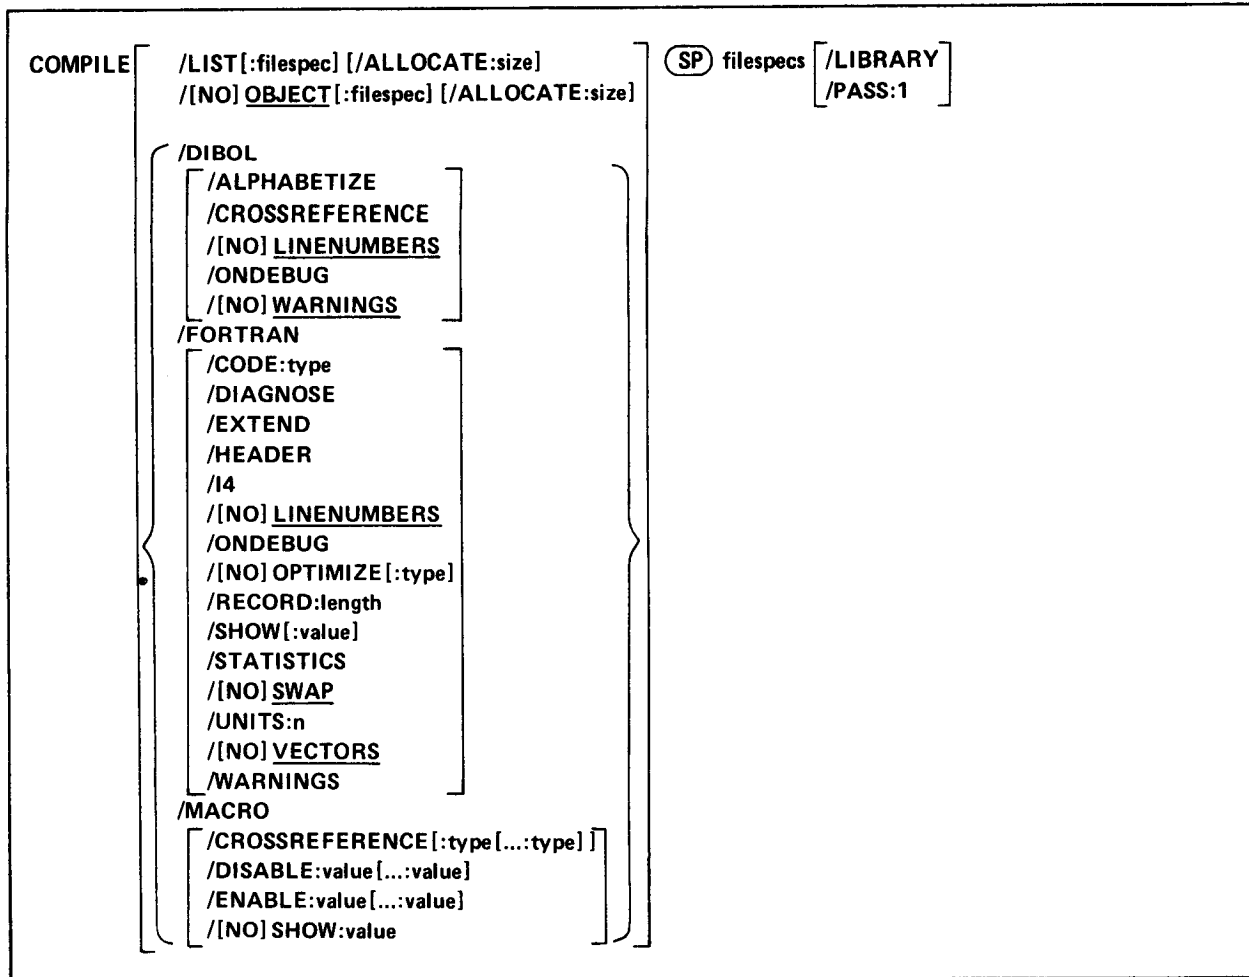 COMPILE /LIST[:filespec] [/ALLOCATE:size] SP filespecs /LIBRARY
/[NO] OBJECT[:filespec] [/ALLOCATE:size] /PASS:1
/DIBOL
/ALPHABETIZE
/CROSSREFERENCE
/[NO] LINENUMBERS
/ONDEBUG
/[NO] WARNINGS
/FORTRAN
/CODE:type
/DIAGNOSE
/EXTEND
/HEADER
/I4
/[NO] LINENUMBERS
/ONDEBUG
/[NO] OPTIMIZE[:type]
/RECORD:length
/SHOW[:value]
/STATISTICS
/[NO] SWAP
/UNITS:n
/[NO] VECTORS
/WARNINGS
/MACRO
/CROSSREFERENCE[:type[...:type] ]
/DISABLE:value[...:value]
/ENABLE:value[...:value]
/[NO] SHOW:value